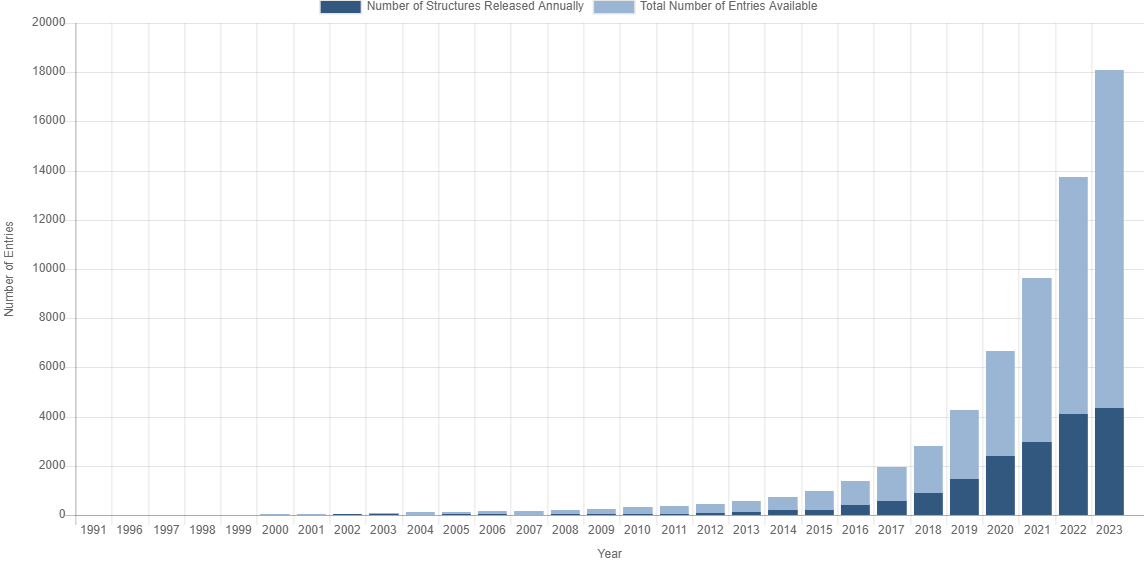 Number of Structures Released Annually Total Number of Entries Available
20000
18000
16000
14000
12000
10000
8000
6000
4000
2000
0
Number of Entries
1991 1996 1997 1998 1999 2000 2001 2002 2003 2004 2005 2006 2007 2008 2009 2010 2011 2012 2013 2014 2015 2016 2017 2018 2019 2020 2021 2022 2023
Year